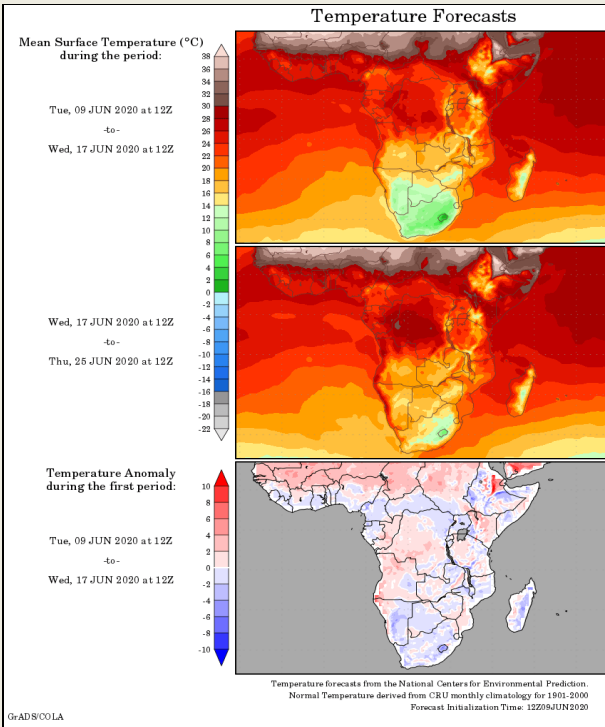 Temperature Forecasts
Mean Surface Temperature (°C)
during the period:
Tue, 09 JUN 2020 at 12Z
-to-
Wed, 17 JUN 2020 at 12Z
38
36
34
32
30
28
26
24
22
20
18
16
14
12
10
8
6
4
2
0
-2
-4
-6
-8
-10
-12
-14
-16
-18
-20
-22
Wed, 17 JUN 2020 at 12Z
-to-
Thu, 25 JUN 2020 at 12Z
Temperature Anomaly
during the first period:
Tue, 09 JUN 2020 at 12Z
-to-
Wed, 17 JUN 2020 at 12Z
10
8
6
4
2
0
-2
-4
-6
-8
-10
Temperature forecasts from the National Centers for Environmental Prediction.
Normal Temperature derived from CRU monthly climatology for 1901-2000
Forecast Initialization Time: 12Z09JUN2020
GrADS/COLA